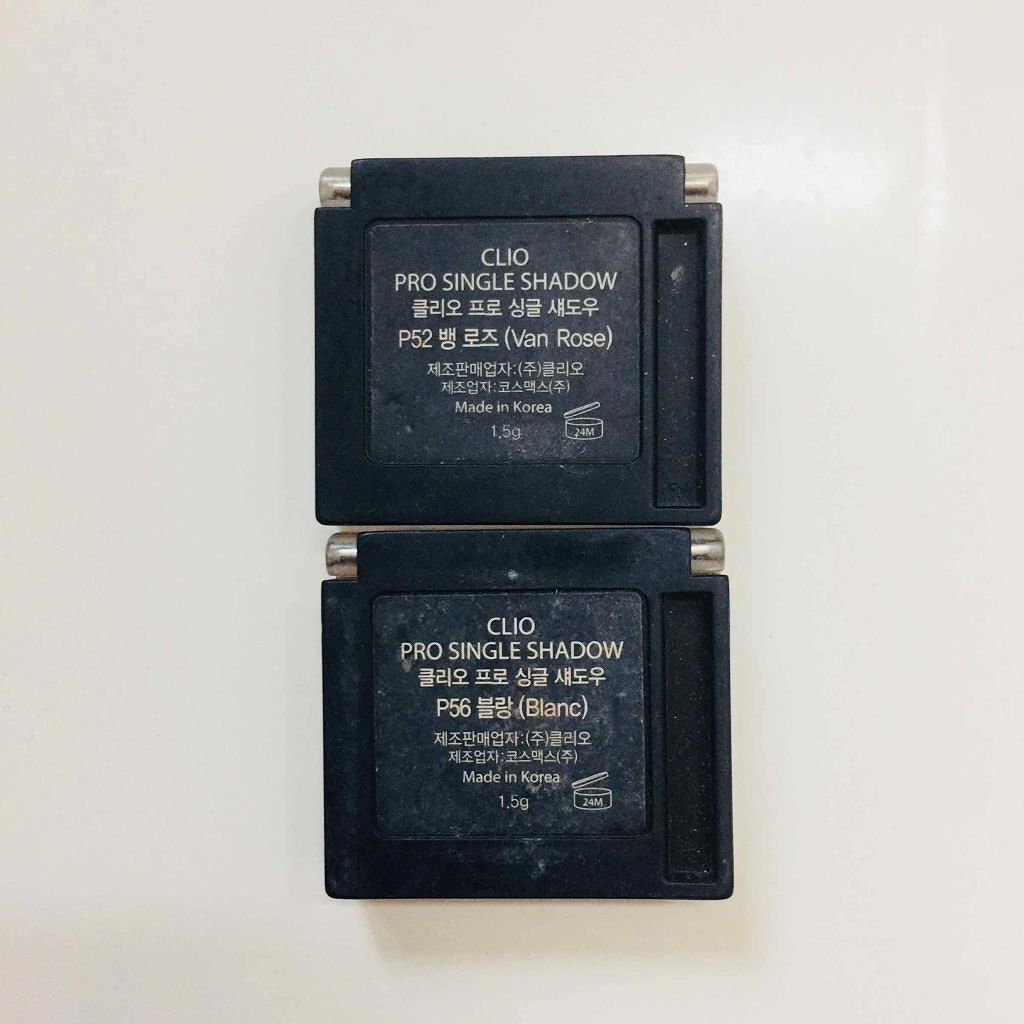 CLIO
PRO SINGLE SHADOW
클리오 프로 싱글 섀도우
P52 뱅 로즈 (Van Rose)
제조판매업자:(주)클리오
제조업자:코스맥스(주)
Made in Korea
1.5g
24M
CLIO
PRO SINGLE SHADOW
클리오 프로 싱글 섀도우
P56 블랑 (Blanc)
제조판매업자:(주)클리오
제조업자:코스맥스(주)
Made in Korea
1.5g
24M